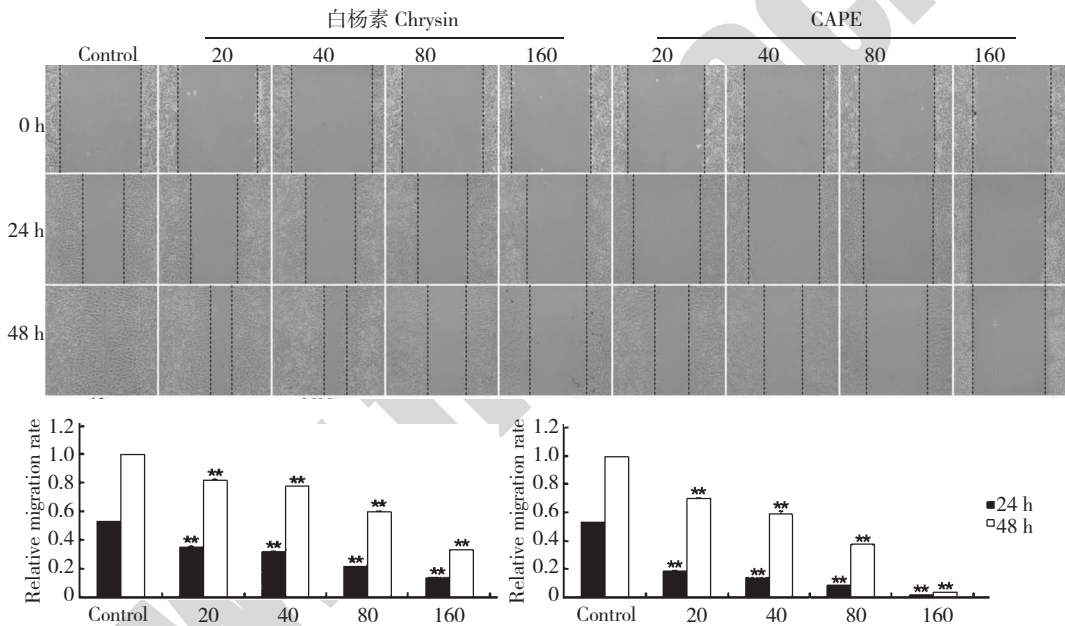 白杨素 Chrysin CAPE
Control 20 40 80 160 20 40 80 160
0 h
24 h
48 h
Relative migration rate
1.2
1.0
0.8
0.6
0.4
0.2
0
** ** ** ** ** ** ** **
Control 20 40 80 160
Relative migration rate
1.2
1.0
0.8
0.6
0.4
0.2
0
** ** ** ** ** ** ** **
Control 20 40 80 160
24 h
48 h